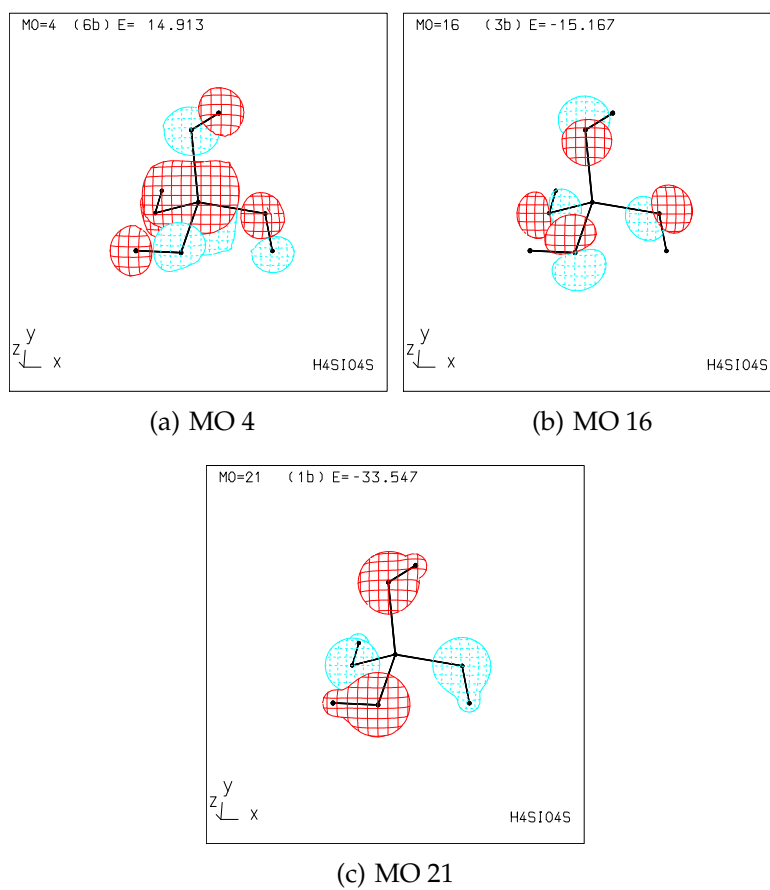 MO=4 (6b) E= 14.913
y
z
x
H4SIO4S
(a) MO 4
MO=16 (3b) E=-15.167
y
z
x
H4SIO4S
(b) MO 16
MO=21 (1b) E=-33.547
y
z
x
H4SIO4S
(c) MO 21